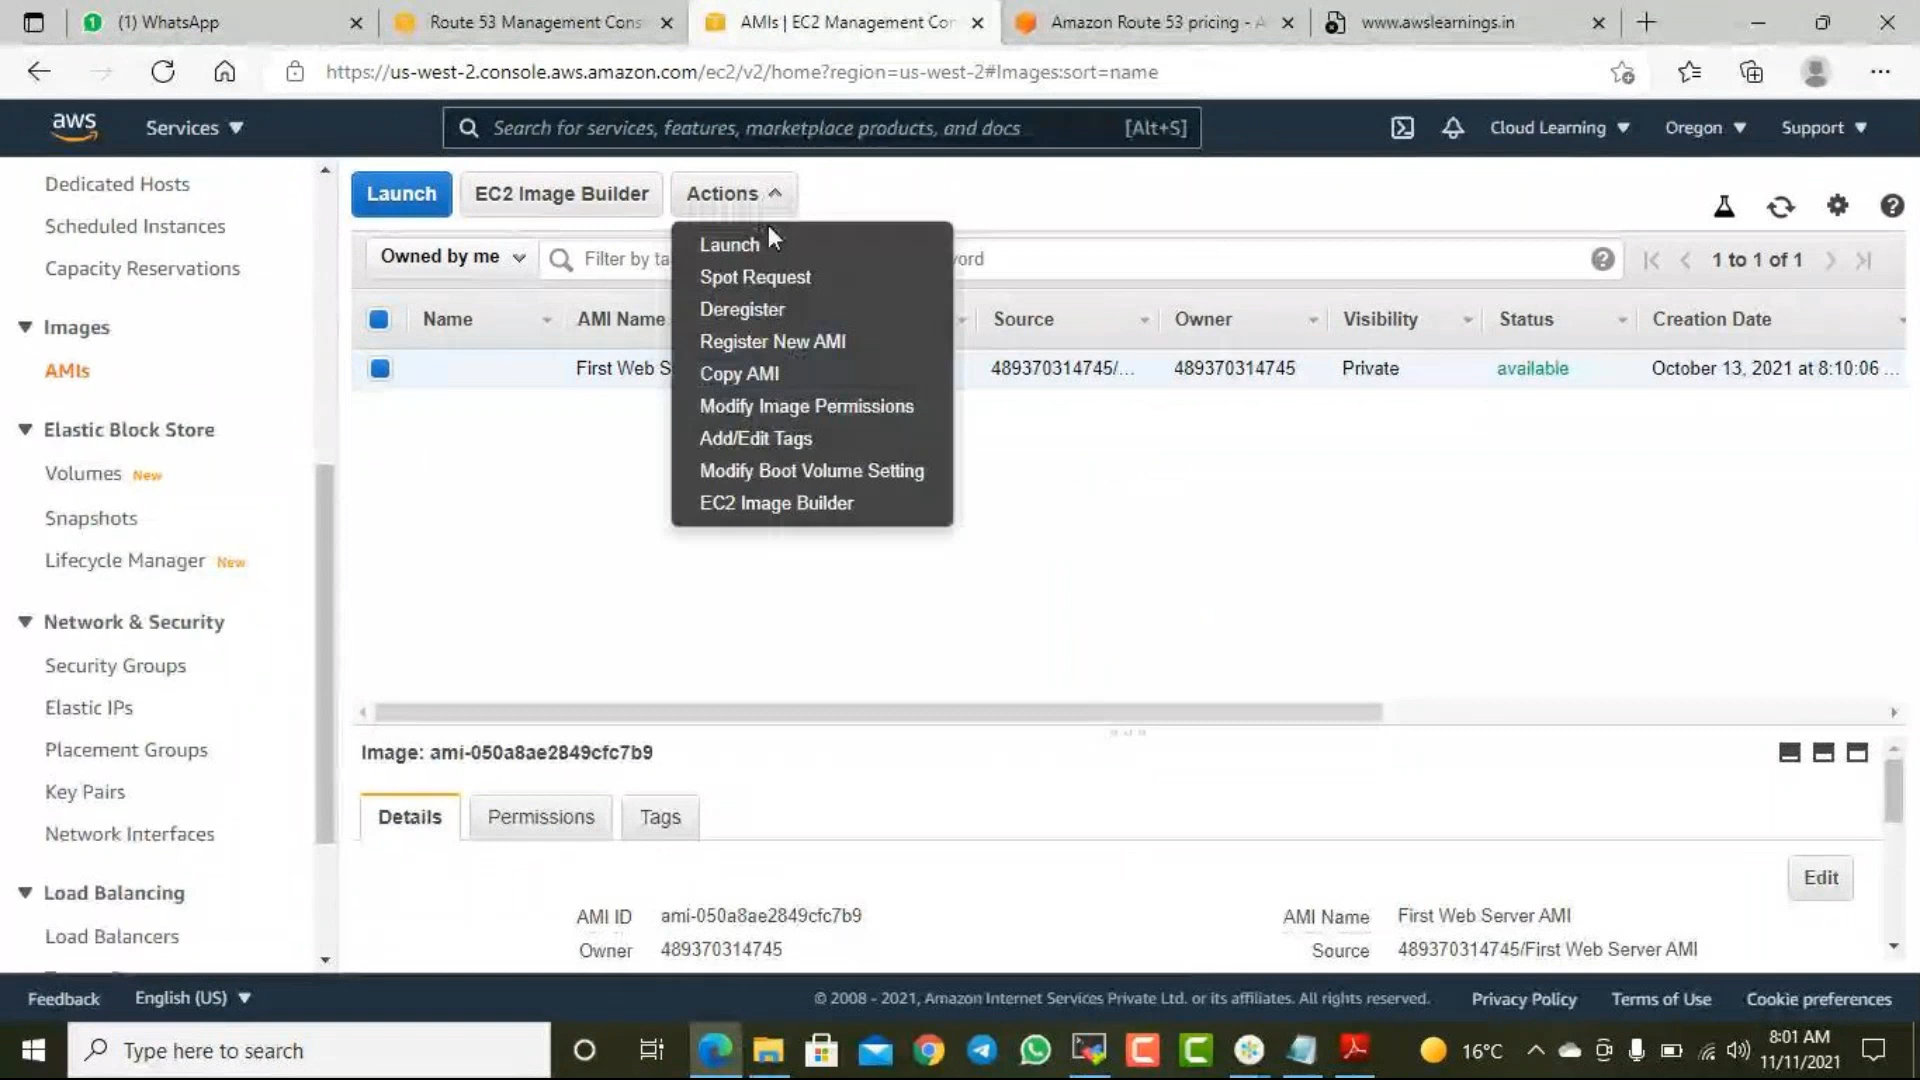 (1) WhatsApp
Route 53 Management Cons
AMIs | EC2 Management Con
Amazon Route 53 pricing - A
www.awslearnings.in
https://us-west-2.console.aws.amazon.com/ec2/v2/home?region=us-west-2#Images:sort=name
aws
Services
Search for services, features, marketplace products, and docs
[Alt+S]
Cloud Learning
Oregon
Support
Dedicated Hosts
Scheduled Instances
Capacity Reservations
Images
AMIs
Elastic Block Store
Volumes New
Snapshots
Lifecycle Manager New
Network & Security
Security Groups
Elastic IPs
Placement Groups
Key Pairs
Network Interfaces
Load Balancing
Load Balancers
Launch
EC2 Image Builder
Actions
Owned by me
Filter by ta
1 to 1 of 1
Launch
Spot Request
Deregister
Register New AMI
Copy AMI
Modify Image Permissions
Add/Edit Tags
Modify Boot Volume Setting
EC2 Image Builder
Name
AMI Name
Source
Owner
Visibility
Status
Creation Date
First Web S
489370314745/...
489370314745
Private
available
October 13, 2021 at 8:10:06 ...
Image: ami-050a8ae2849cfc7b9
Details
Permissions
Tags
Edit
AMI ID ami-050a8ae2849cfc7b9
AMI Name First Web Server AMI
Owner 489370314745
Source 489370314745/First Web Server AMI
Feedback
English (US)
© 2008 - 2021, Amazon Internet Services Private Ltd. or its affiliates. All rights reserved.
Privacy Policy
Terms of Use
Cookie preferences
Type here to search
16°C
8:01 AM
11/11/2021